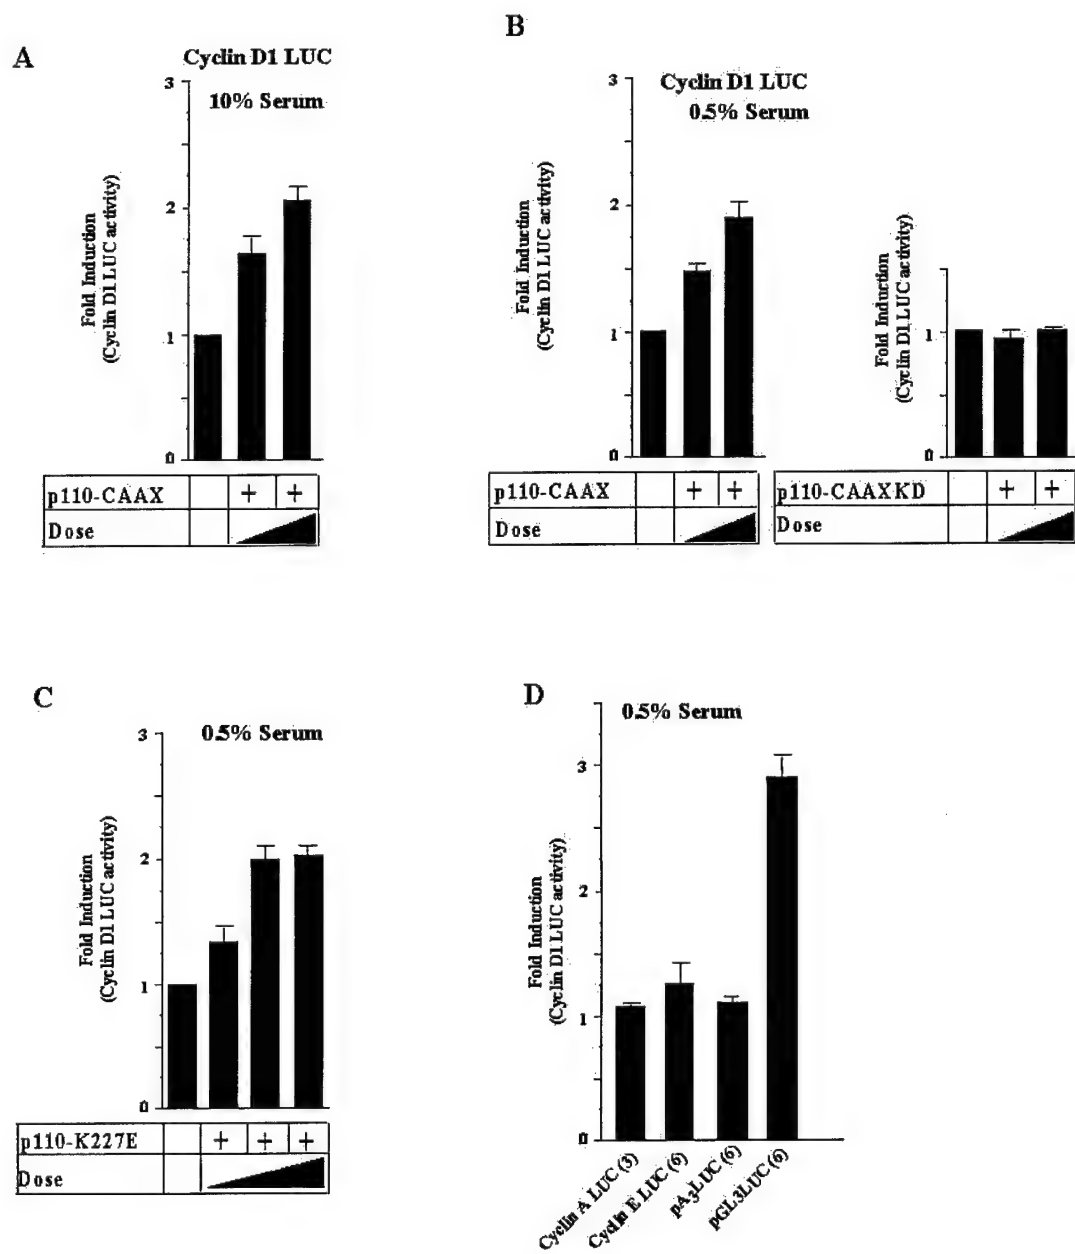 A
Cyclin D1 LUC
10% Serum
3
2
1
0
Fold Induction
(Cyclin D1 LUC activity)
p110-CAAX + +
Dose
B
Cyclin D1 LUC
0.5% Serum
3
2
1
0
Fold Induction
(Cyclin D1 LUC activity)
p110-CAAX + +
Dose
1
0
Fold Induction
(Cyclin D1 LUC activity)
p110-CAAXKD + +
Dose
C
0.5% Serum
3
2
1
0
Fold Induction
(Cyclin D1 LUC activity)
p110-K227E + + +
Dose
D
0.5% Serum
3
2
1
0
Fold Induction
(Cyclin D1 LUC activity)
Cyclin A LUC (3)
Cyclin E LUC (6)
pA₃LUC (6)
pGL3LUC (6)